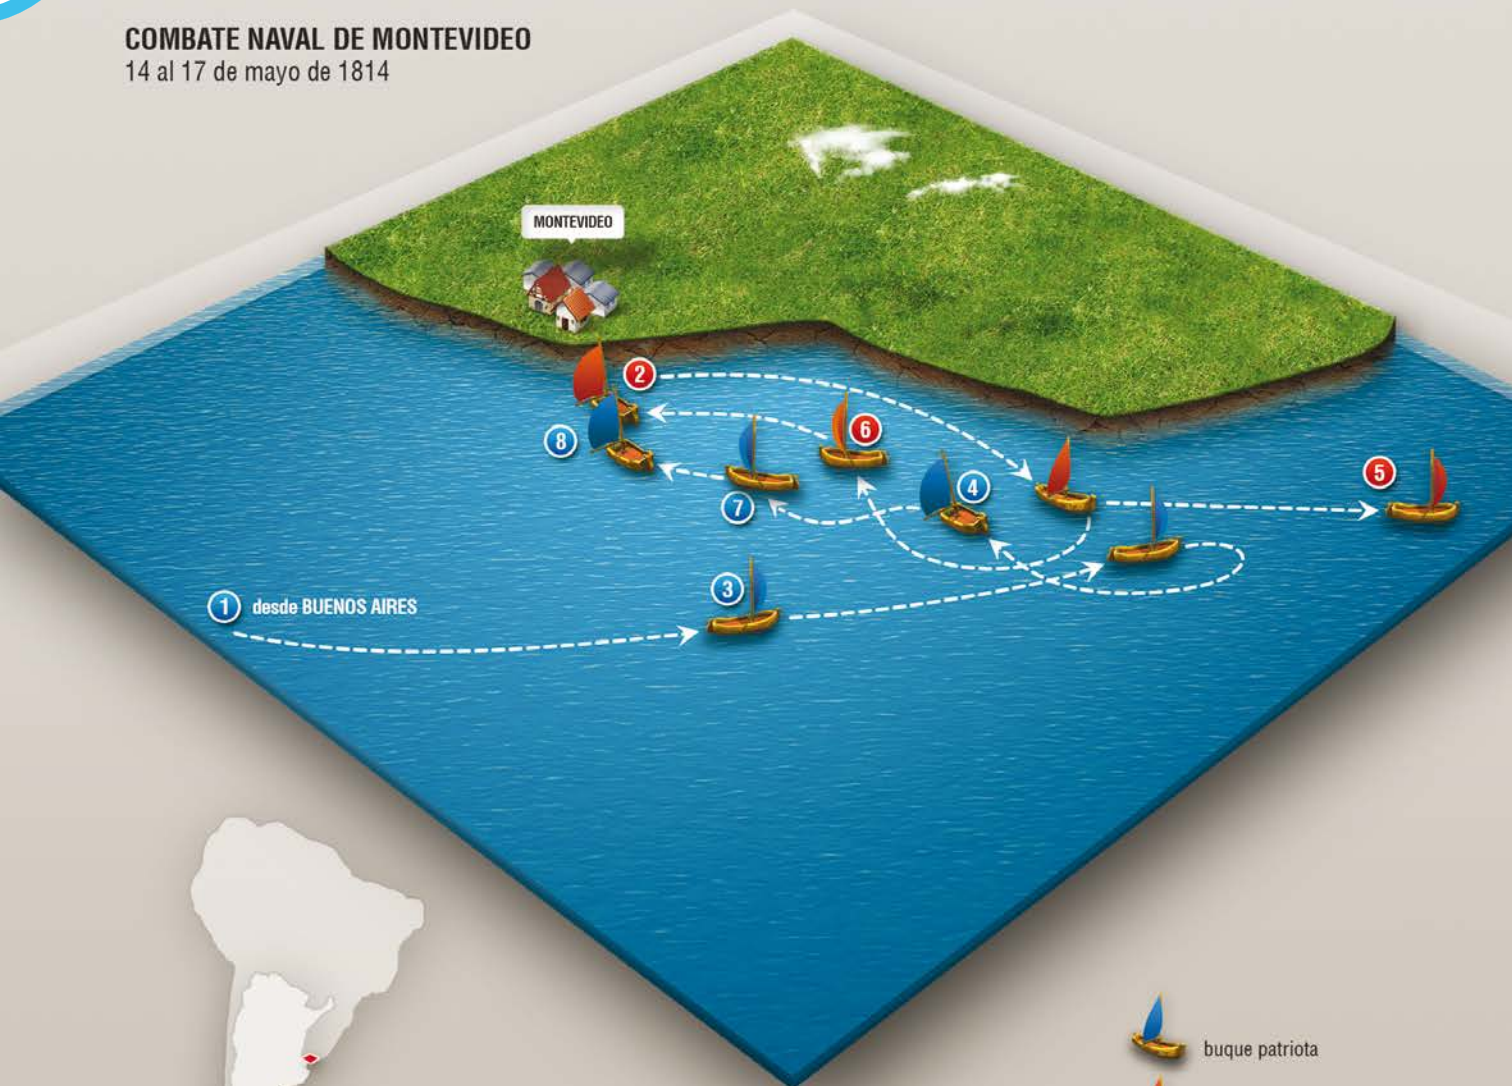 COMBATE NAVAL DE MONTEVIDEO
14 al 17 de mayo de 1814
MONTEVIDEO
2
6
8
4
5
7
3
1 desde BUENOS AIRES
buque patriota